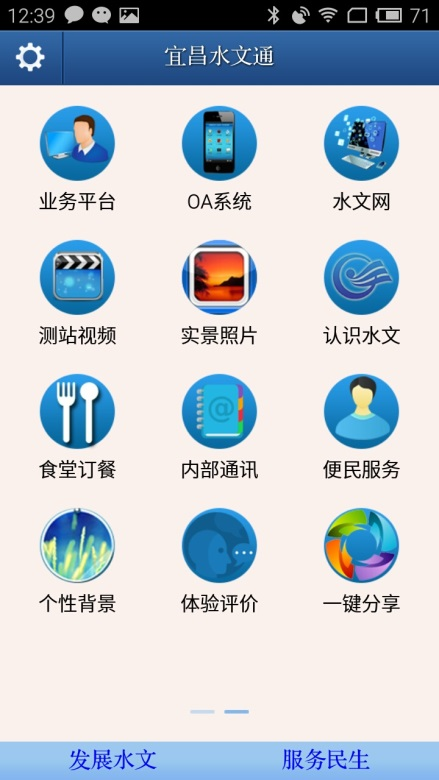 12:39 71
宜昌水文通
业务平台 OA系统 水文网
测站视频 实景照片 认识水文
食堂订餐 内部通讯 便民服务
个性背景 体验评价 一键分享
发展水文 服务民生